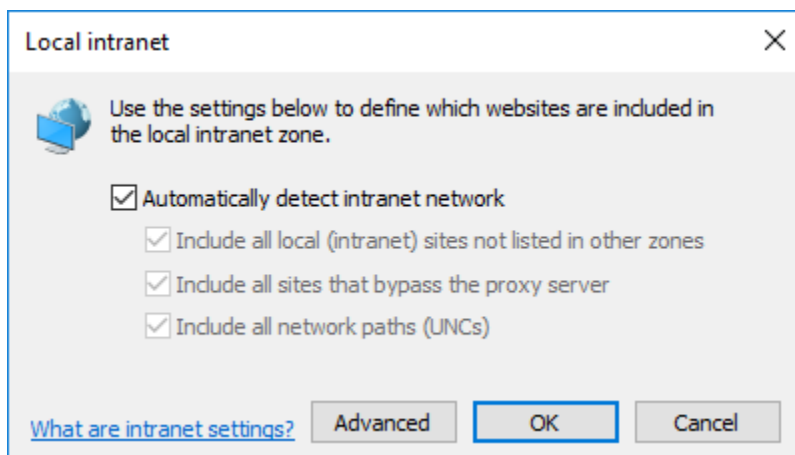 Local intranet
Use the settings below to define which websites are included in
the local intranet zone.
Automatically detect intranet network
Include all local (intranet) sites not listed in other zones
Include all sites that bypass the proxy server
Include all network paths (UNCs)
What are intranet settings?
Advanced
OK
Cancel